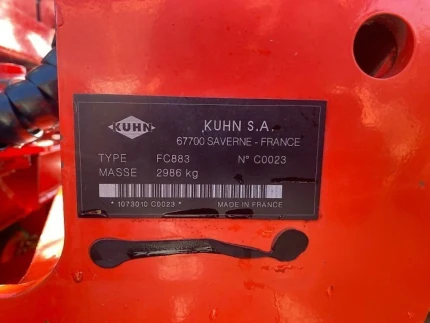 KUHN
KUHN S.A.
67700 SAVERNE - FRANCE
TYPE FC883 N° C0023
MASSE 2986 kg
* 1073010 C0023 * MADE IN FRANCE